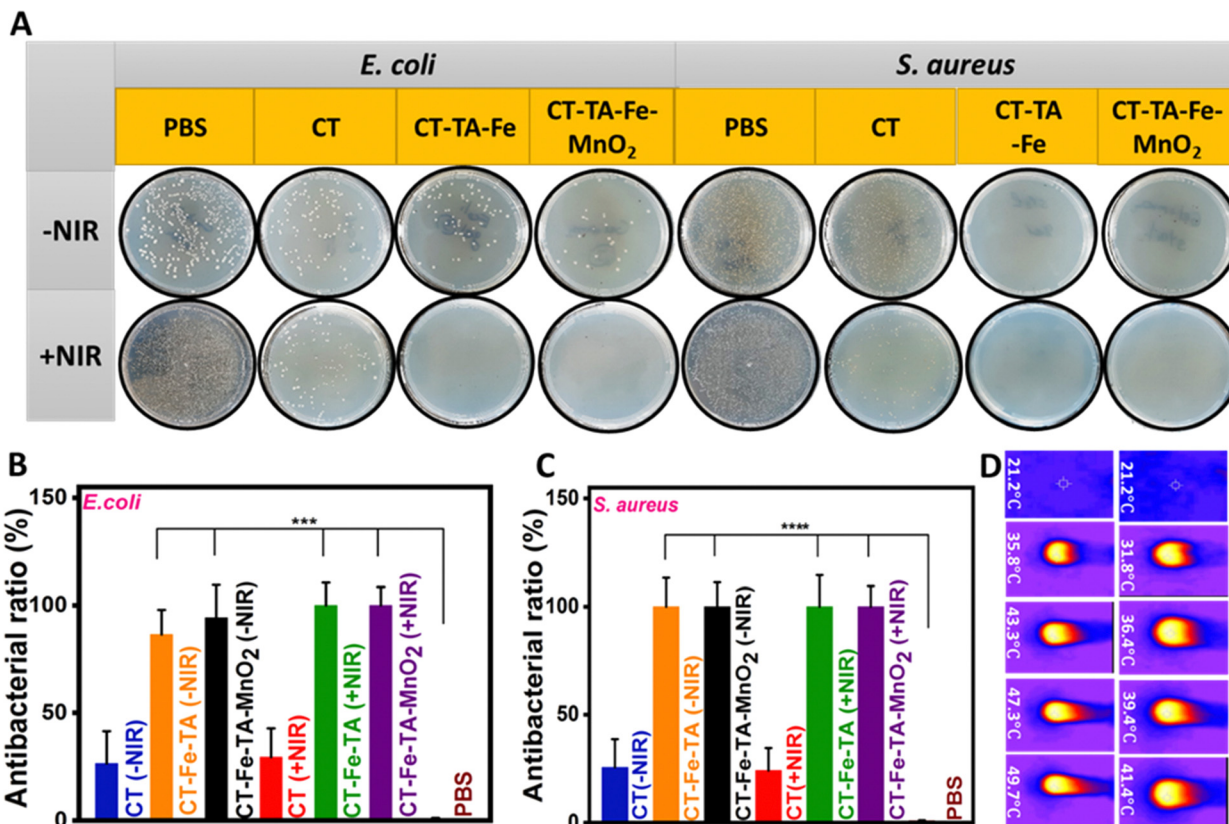 A
E. coli
S. aureus
PBS
CT
CT-TA-Fe
CT-TA-Fe-
MnO₂
PBS
CT
CT-TA
-Fe
CT-TA-Fe-
MnO₂
-NIR
+NIR
B
E.coli
Antibacterial ratio (%)
150
100
50
0
***
CT (-NIR)
CT-Fe-TA (-NIR)
CT-Fe-TA-MnO₂ (-NIR)
CT (+NIR)
CT-Fe-TA (+NIR)
CT-Fe-TA-MnO₂ (+NIR)
PBS
C
S. aureus
Antibacterial ratio (%)
150
100
50
0
****
CT(-NIR)
CT-Fe-TA (-NIR)
CT-Fe-TA-MnO₂ (-NIR)
CT(+NIR)
CT-Fe-TA (+NIR)
CT-Fe-TA-MnO₂ (+NIR)
PBS
D
21.2°C
21.2°C
35.8°C
31.8°C
43.3°C
36.4°C
47.3°C
39.4°C
49.7°C
41.4°C